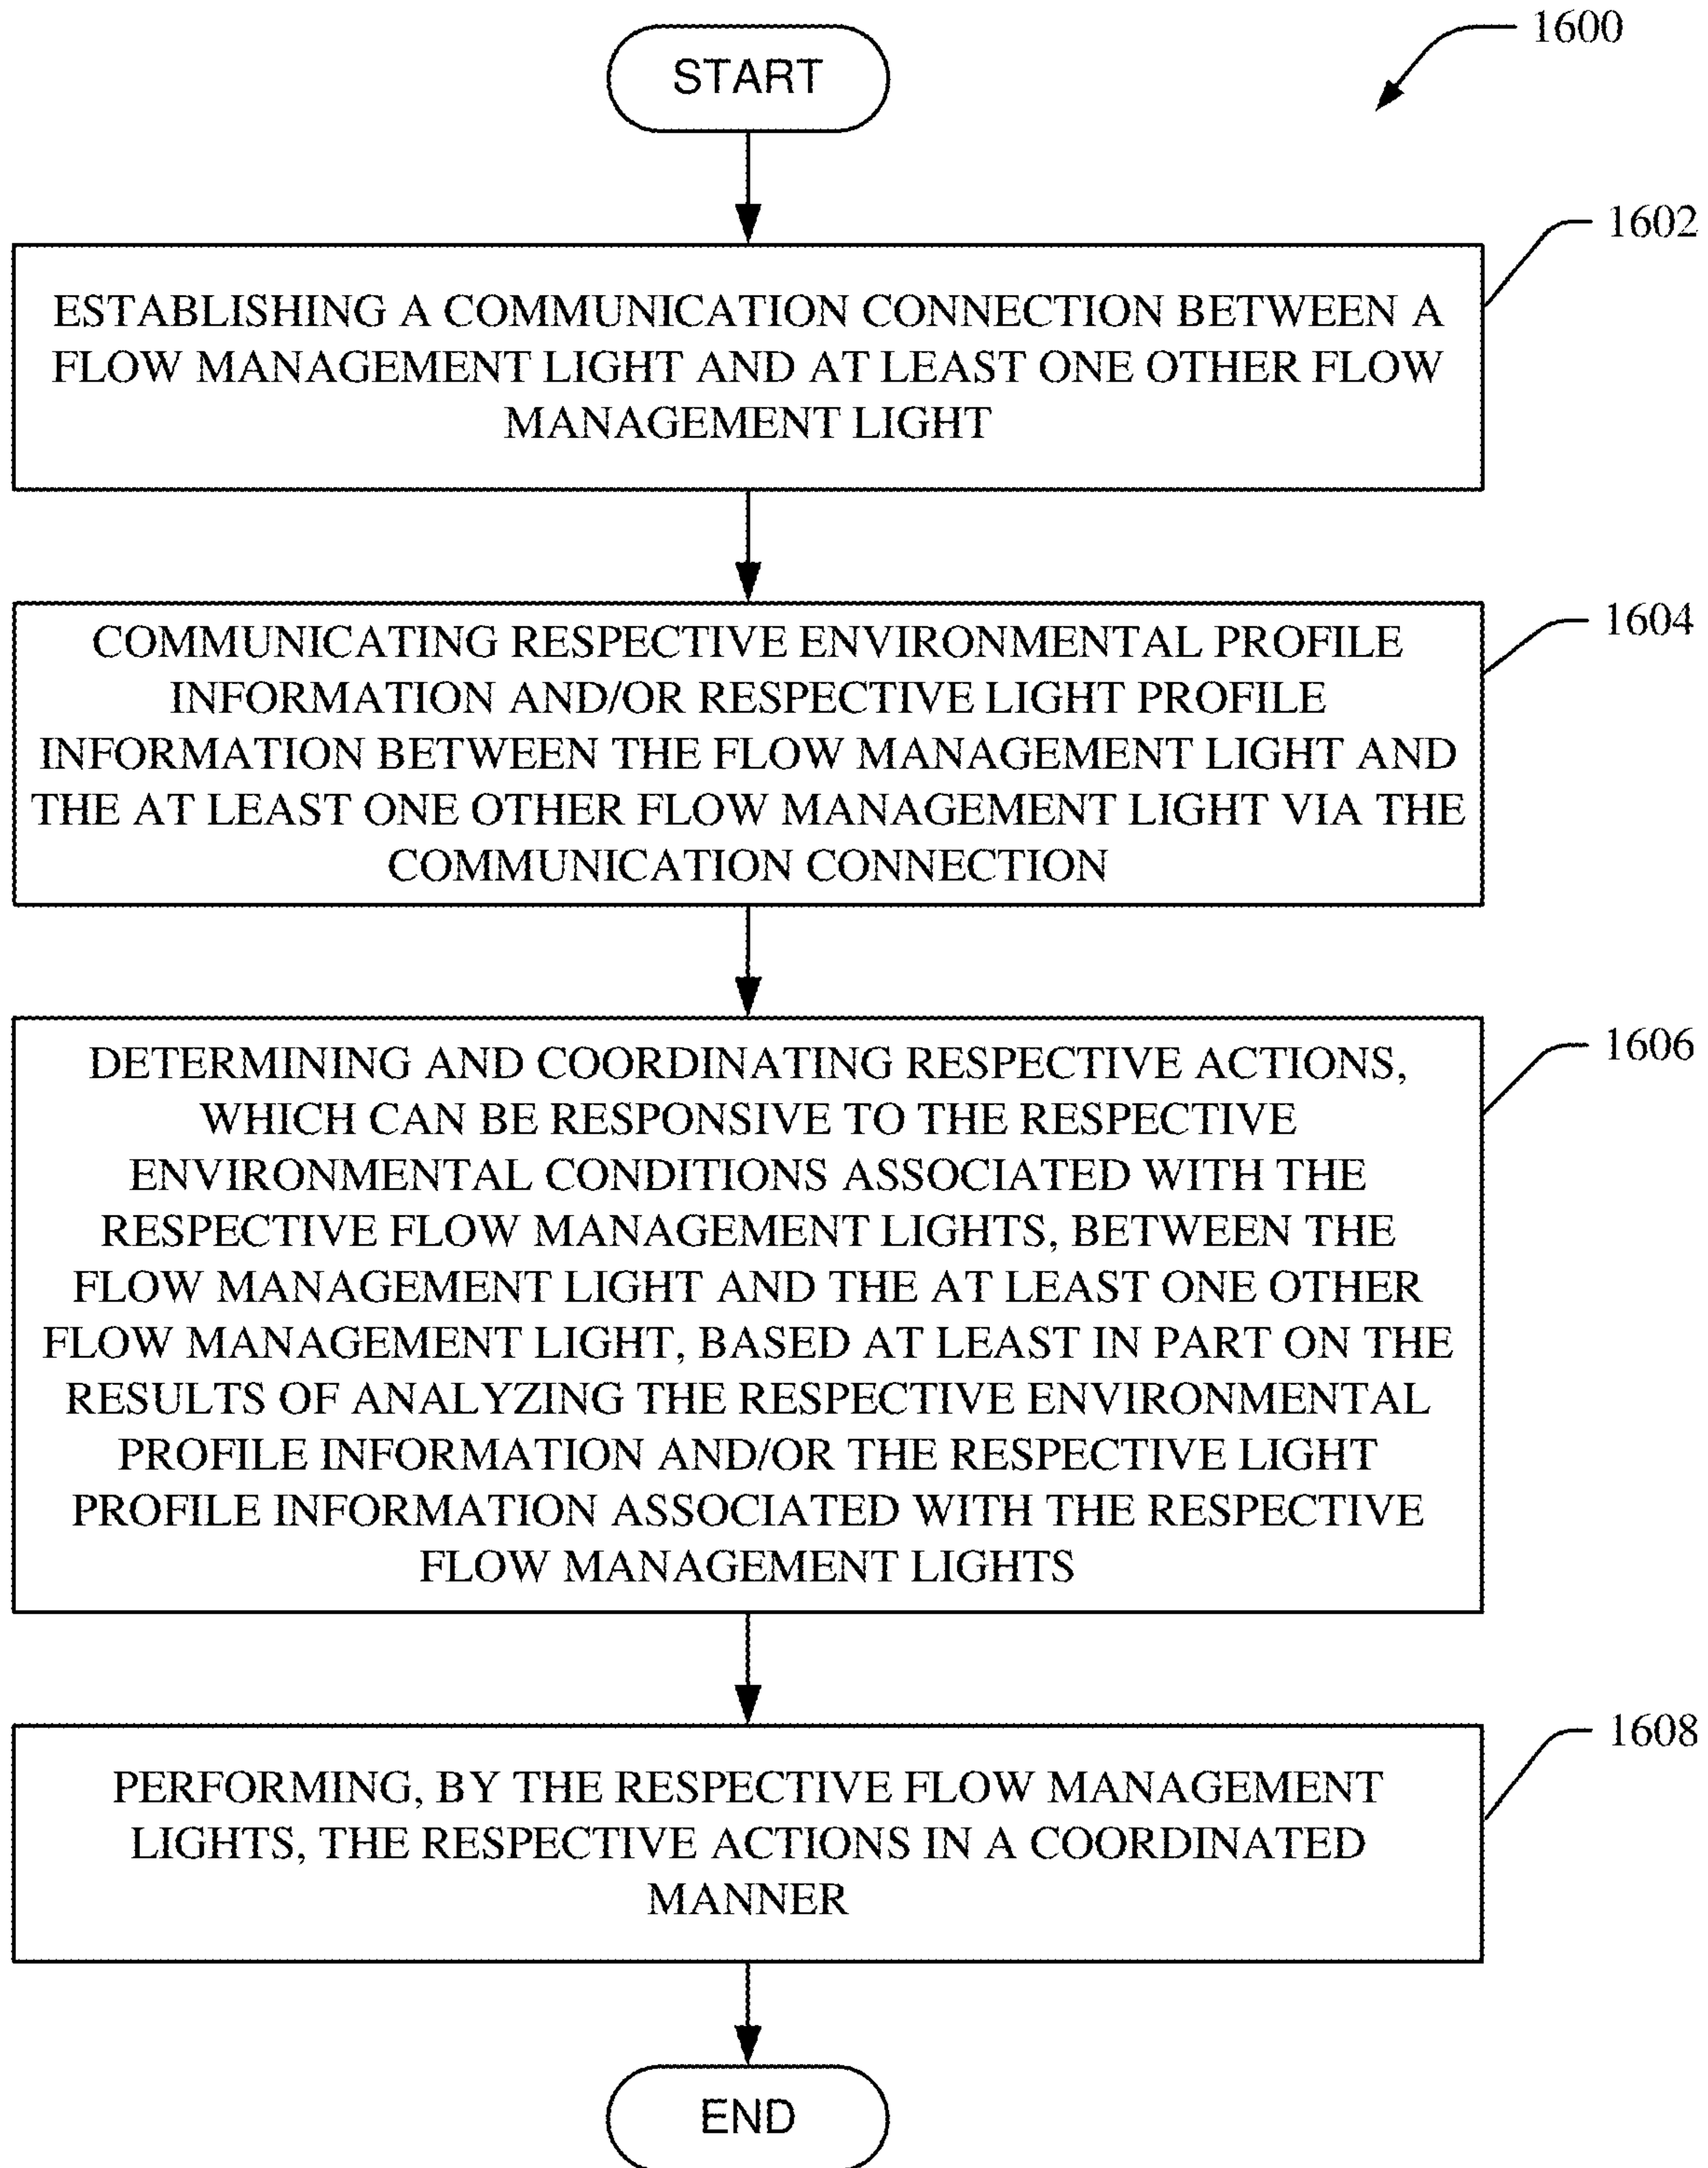 1600
START
1602
ESTABLISHING A COMMUNICATION CONNECTION BETWEEN A
FLOW MANAGEMENT LIGHT AND AT LEAST ONE OTHER FLOW
MANAGEMENT LIGHT
1604
COMMUNICATING RESPECTIVE ENVIRONMENTAL PROFILE
INFORMATION AND/OR RESPECTIVE LIGHT PROFILE
INFORMATION BETWEEN THE FLOW MANAGEMENT LIGHT AND
THE AT LEAST ONE OTHER FLOW MANAGEMENT LIGHT VIA THE
COMMUNICATION CONNECTION
1606
DETERMINING AND COORDINATING RESPECTIVE ACTIONS,
WHICH CAN BE RESPONSIVE TO THE RESPECTIVE
ENVIRONMENTAL CONDITIONS ASSOCIATED WITH THE
RESPECTIVE FLOW MANAGEMENT LIGHTS, BETWEEN THE
FLOW MANAGEMENT LIGHT AND THE AT LEAST ONE OTHER
FLOW MANAGEMENT LIGHT, BASED AT LEAST IN PART ON THE
RESULTS OF ANALYZING THE RESPECTIVE ENVIRONMENTAL
PROFILE INFORMATION AND/OR THE RESPECTIVE LIGHT
PROFILE INFORMATION ASSOCIATED WITH THE RESPECTIVE
FLOW MANAGEMENT LIGHTS
1608
PERFORMING, BY THE RESPECTIVE FLOW MANAGEMENT
LIGHTS, THE RESPECTIVE ACTIONS IN A COORDINATED
MANNER
END